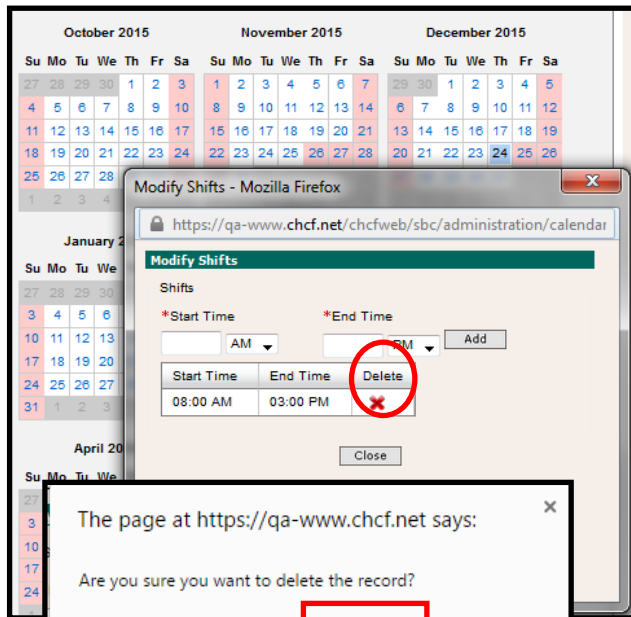 October 2015 November 2015 December 2015
Su Mo Tu We Th Fr Sa Su Mo Tu We Th Fr Sa Su Mo Tu We Th Fr Sa
27 28 29 30 1 2 3 1 2 3 4 5 6 7 29 30 1 2 3 4 5
4 5 6 7 8 9 10 8 9 10 11 12 13 14 6 7 8 9 10 11 12
11 12 13 14 15 16 17 15 16 17 18 19 20 21 13 14 15 16 17 18 19
18 19 20 21 22 23 24 22 23 24 25 26 27 28 20 21 22 23 24 25 26
25 26 27 28
1 2 3 4
January 2
Su Mo Tu We
27 28 29 30
3 4 5 6
10 11 12 13
17 18 19 20
24 25 26 27
31 1 2 3
April 20
Su Mo Tu We
27
3
10
17
24
Modify Shifts - Mozilla Firefox
https://qa-www.chcf.net/chcfweb/sbc/administration/calendar
Modify Shifts
Shifts
*Start Time *End Time
AM PM Add
Start Time End Time Delete
08:00 AM 03:00 PM
Close
The page at https://qa-www.chcf.net says:
Are you sure you want to delete the record?